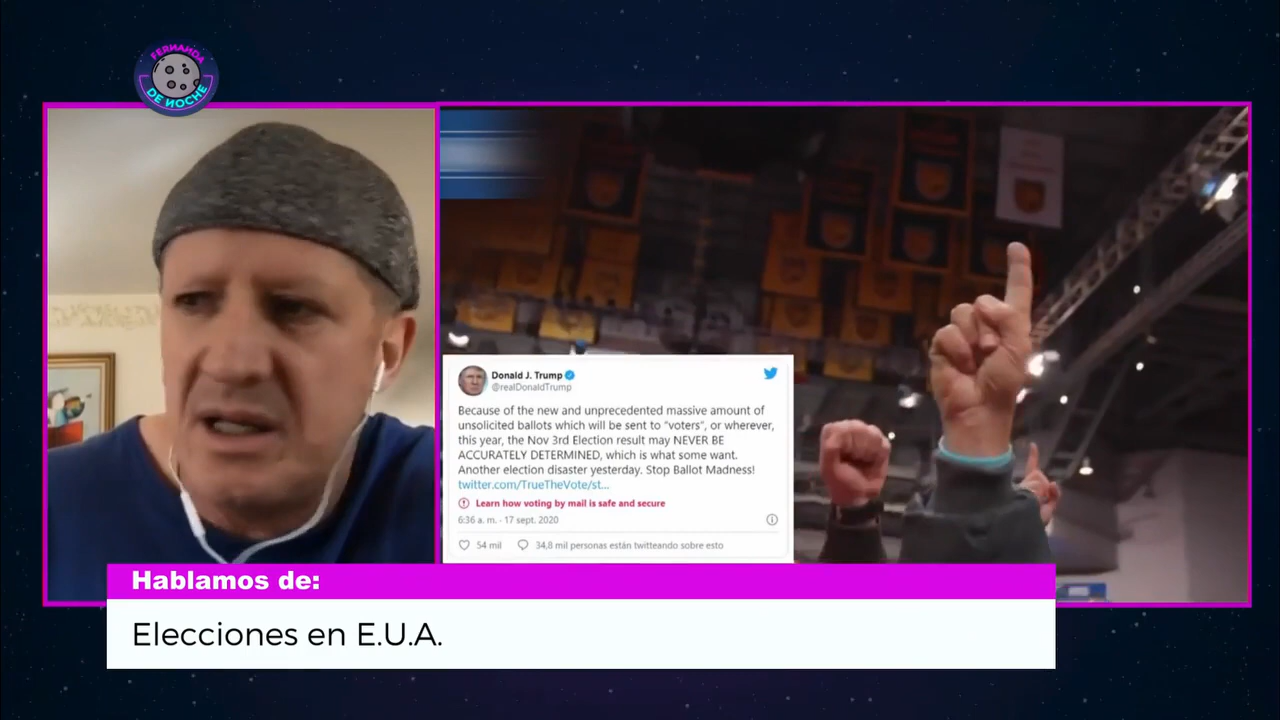 FERNANDA
DE NOCHE
Donald J. Trump
@realDonaldTrump
Because of the new and unprecedented massive amount of
unsolicited ballots which will be sent to “voters”, or wherever,
this year, the Nov 3rd Election result may NEVER BE
ACCURATELY DETERMINED, which is what some want.
Another election disaster yesterday. Stop Ballot Madness!
twitter.com/TrueTheVote/st...
Learn how voting by mail is safe and secure
6:36 a. m. · 17 sept. 2020
54 mil
34,8 mil personas están twitteando sobre esto
Hablamos de:
Elecciones en E.U.A.